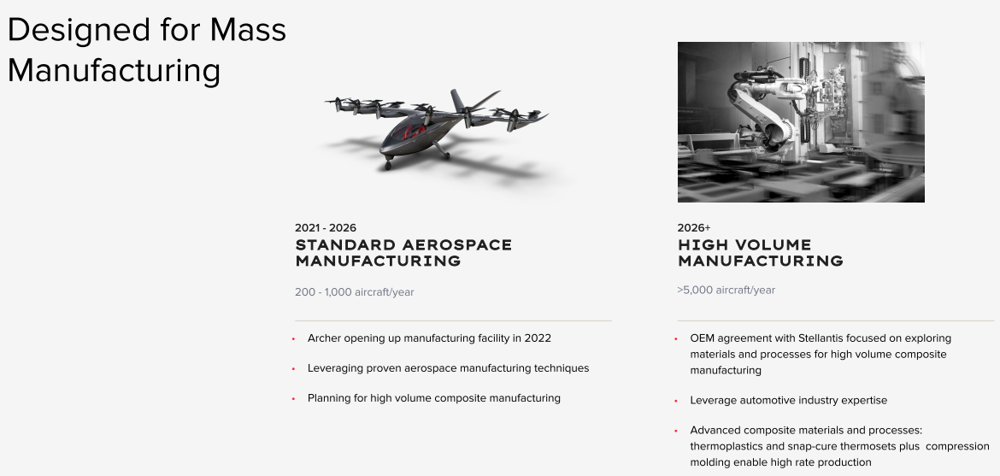 Designed for Mass
Manufacturing
2021 - 2026
STANDARD AEROSPACE
MANUFACTURING
200 - 1,000 aircraft/year
• Archer opening up manufacturing facility in 2022
• Leveraging proven aerospace manufacturing techniques
• Planning for high volume composite manufacturing
2026+
HIGH VOLUME
MANUFACTURING
>5,000 aircraft/year
• OEM agreement with Stellantis focused on exploring
materials and processes for high volume composite
manufacturing
• Leverage automotive industry expertise
• Advanced composite materials and processes:
thermoplastics and snap-cure thermosets plus  compression
molding enable high rate production